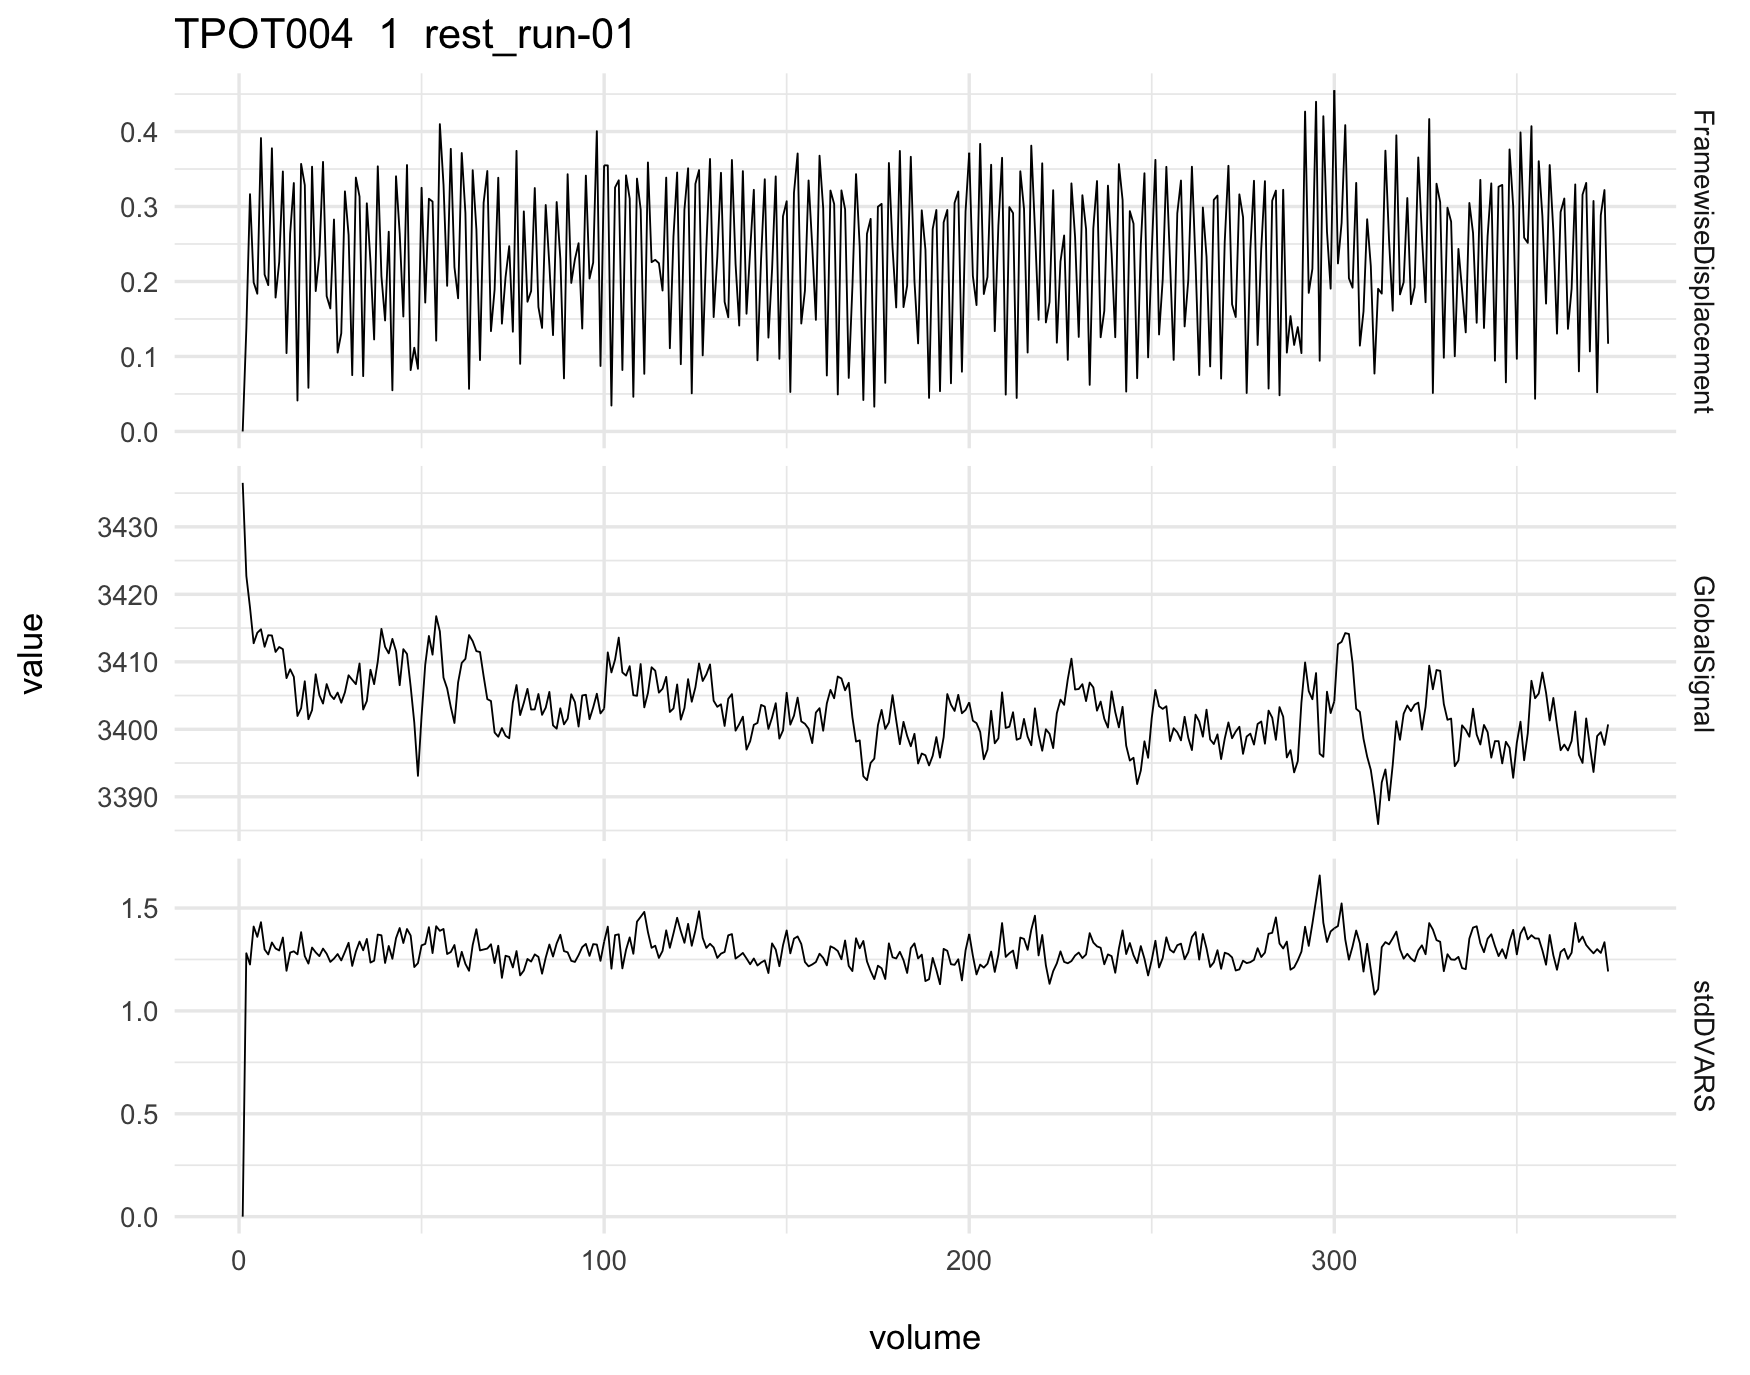 TPOT004 1 rest_run-01
0.4
0.3
0.2
0.1
0.0
FramewiseDisplacement
3430
3420
3410
3400
3390
GlobalSignal
value
1.5
1.0
0.5
0.0
stdDVARS
0 100 200 300
volume